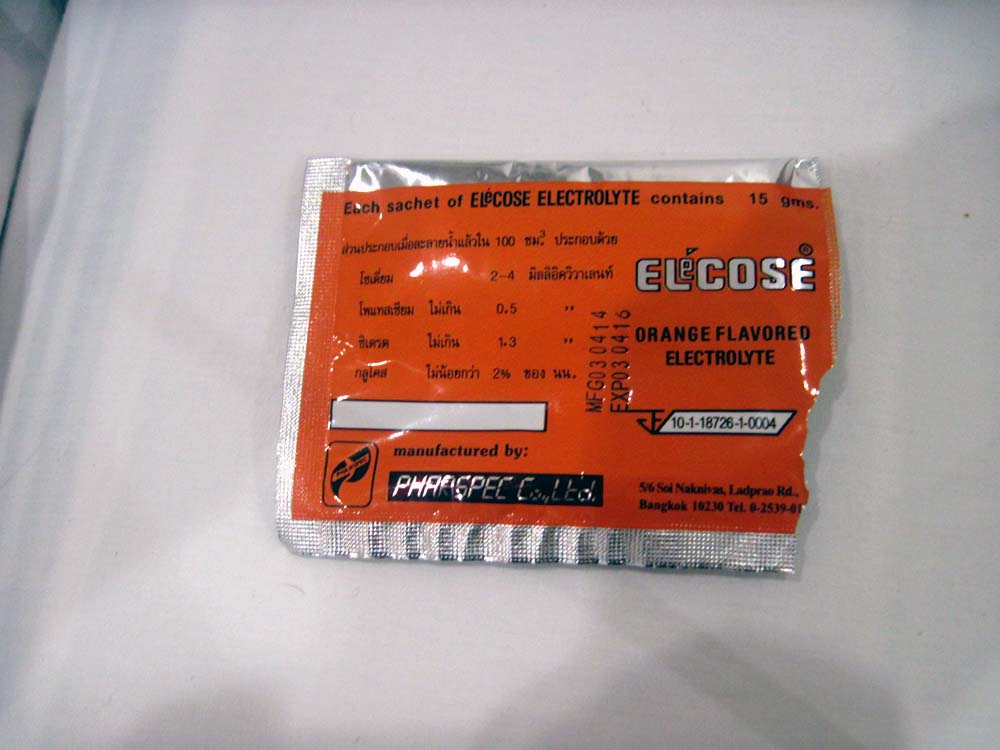 Each sachet of ELéCOSE ELECTROLYTE contains 15 gms.
ส่วนประกอบเมื่อละลายน้ำแล้วใน 100 ซม.³ ประกอบด้วย
โซเดี่ยม 2-4 มิลลิอิควิวาเลนท์
โพแทสเซียม ไม่เกิน 0.5 "
ซิเตรต ไม่เกิน 1.3 "
กลูโคส ไม่น้อยกว่า 2% ของ นน.
MFG030414
EXP030416
ELéCOSE®
ORANGE FLAVORED
ELECTROLYTE
10-1-18726-1-0004
manufactured by:
PHARSPEC Co.,Ltd.
5/6 Soi Naknivas, Ladprao Rd.,
Bangkok 10230 Tel. 0-2539-01